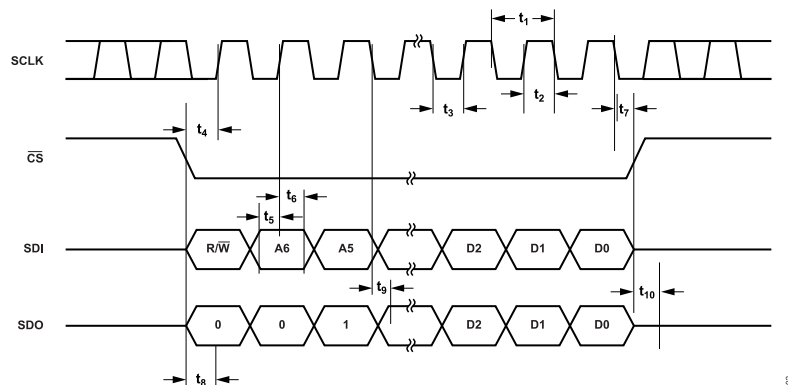 t1
SCLK
t4
t3
t2
t7
CS
t6
t5
SDI
R/W
A6
A5
D2
D1
D0
t9
t10
SDO
0
0
1
D2
D1
D0
t8